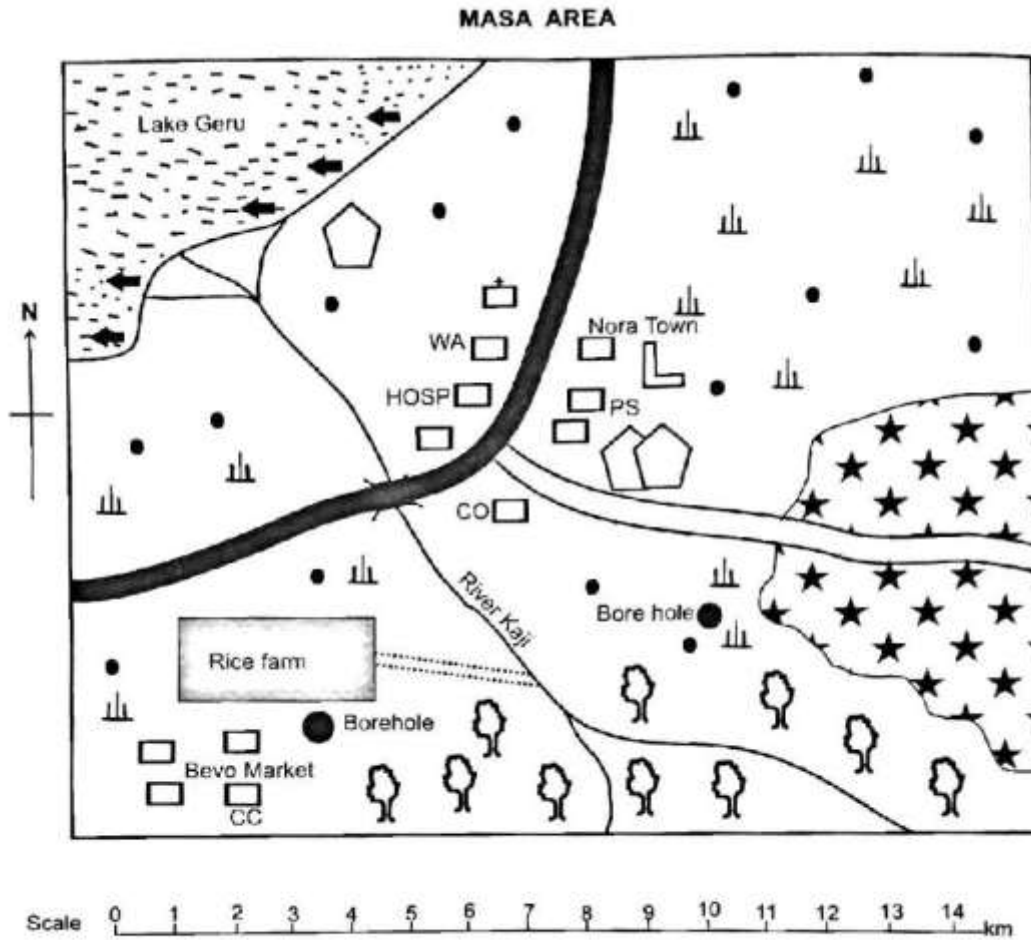 MASA AREA
Lake Geru
N
WA
Nora Town
HOSP
PS
CO
River Kaji
Bore hole
Rice farm
Borehole
Bevo Market
CC
Scale 0 1 2 3 4 5 6 7 8 9 10 11 12 13 14 km